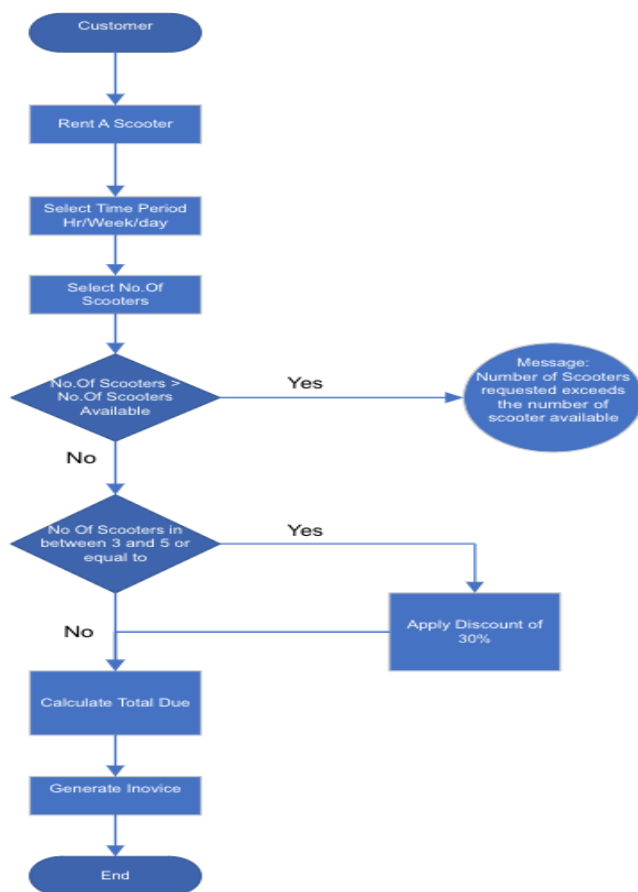 Customer
Rent A Scooter
Select Time Period
Hr/Week/day
Select No.Of
Scooters
No.Of Scooters >
No.Of Scooters
Available
Yes
Message:
Number of Scooters
requested exceeds
the number of
scooter available
No
No Of Scooters in
between 3 and 5 or
equal to
Yes
Apply Discount of
30%
No
Calculate Total Due
Generate Inovice
End